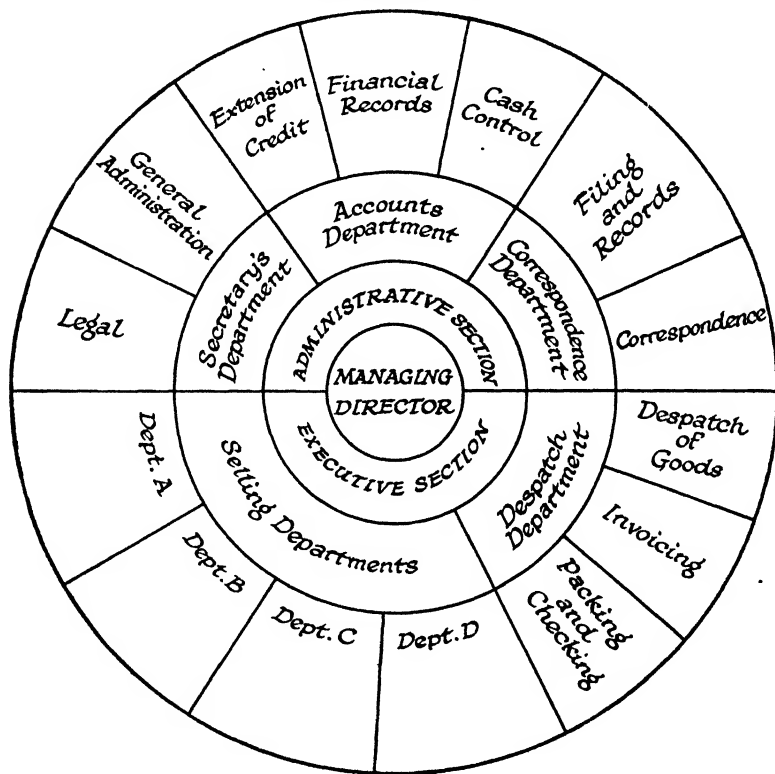 Extension
of
Credit
Financial
Records
Cash
Control
General
Administration
Filing
and
Records
Legal
Secretary's
Department
Accounts
Department
Correspondence
Department
Correspondence
ADMINISTRATIVE SECTION
MANAGING
DIRECTOR
EXECUTIVE SECTION
Selling Departments
Despatch
Department
Despatch
of
Goods
Invoicing
Packing
and
Checking
Dept. A
Dept. B
Dept. C
Dept. D